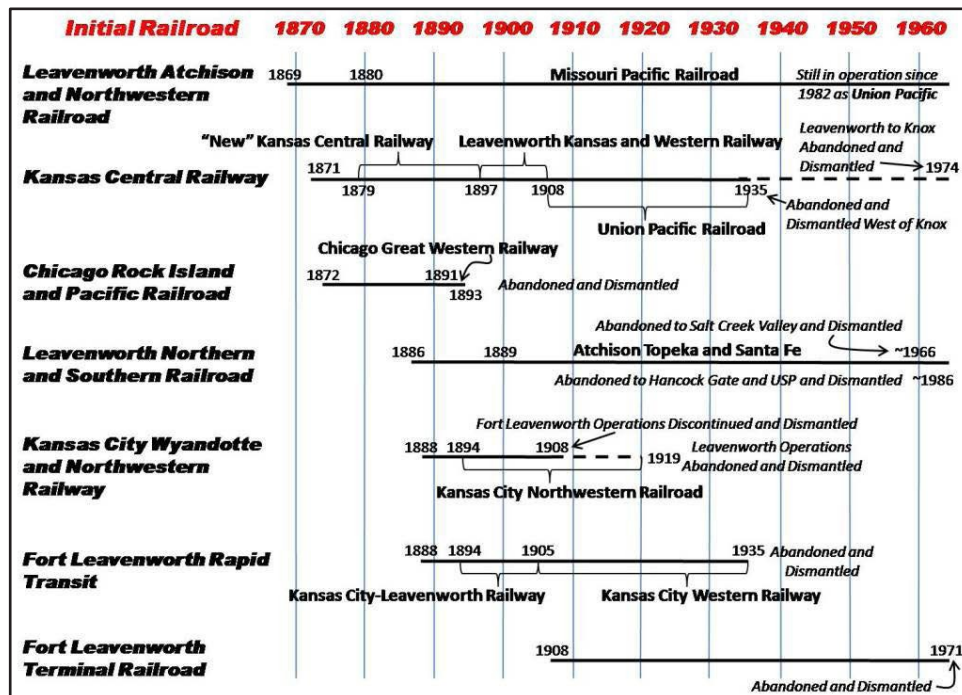 Initial Railroad 1870 1880 1890 1900 1910 1920 1930 1940 1950 1960
Leavenworth Atchison
and Northwestern
Railroad
1869
1880
Missouri Pacific Railroad
Still in operation since
1982 as Union Pacific
"New" Kansas Central Railway
Leavenworth Kansas and Western Railway
Leavenworth to Knox
Abandoned and
Dismantled
1974
Kansas Central Railway
1871
1879
1897
1908
1935
Abandoned and
Dismantled West of Knox
Union Pacific Railroad
Chicago Great Western Railway
Chicago Rock Island
and Pacific Railroad
1872
1891
1893
Abandoned and Dismantled
Abandoned to Salt Creek Valley and Dismantled
Leavenworth Northern
and Southern Railroad
1886
1889
Atchison Topeka and Santa Fe
~1966
Abandoned to Hancock Gate and USP and Dismantled
~1986
Fort Leavenworth Operations Discontinued and Dismantled
Kansas City Wyandotte
and Northwestern
Railway
1888
1894
1908
1919
Leavenworth Operations
Abandoned and Dismantled
Kansas City Northwestern Railroad
Fort Leavenworth Rapid
Transit
1888
1894
1905
1935
Abandoned and
Dismantled
Kansas City-Leavenworth Railway
Kansas City Western Railway
Fort Leavenworth
Terminal Railroad
1908
1971
Abandoned and Dismantled